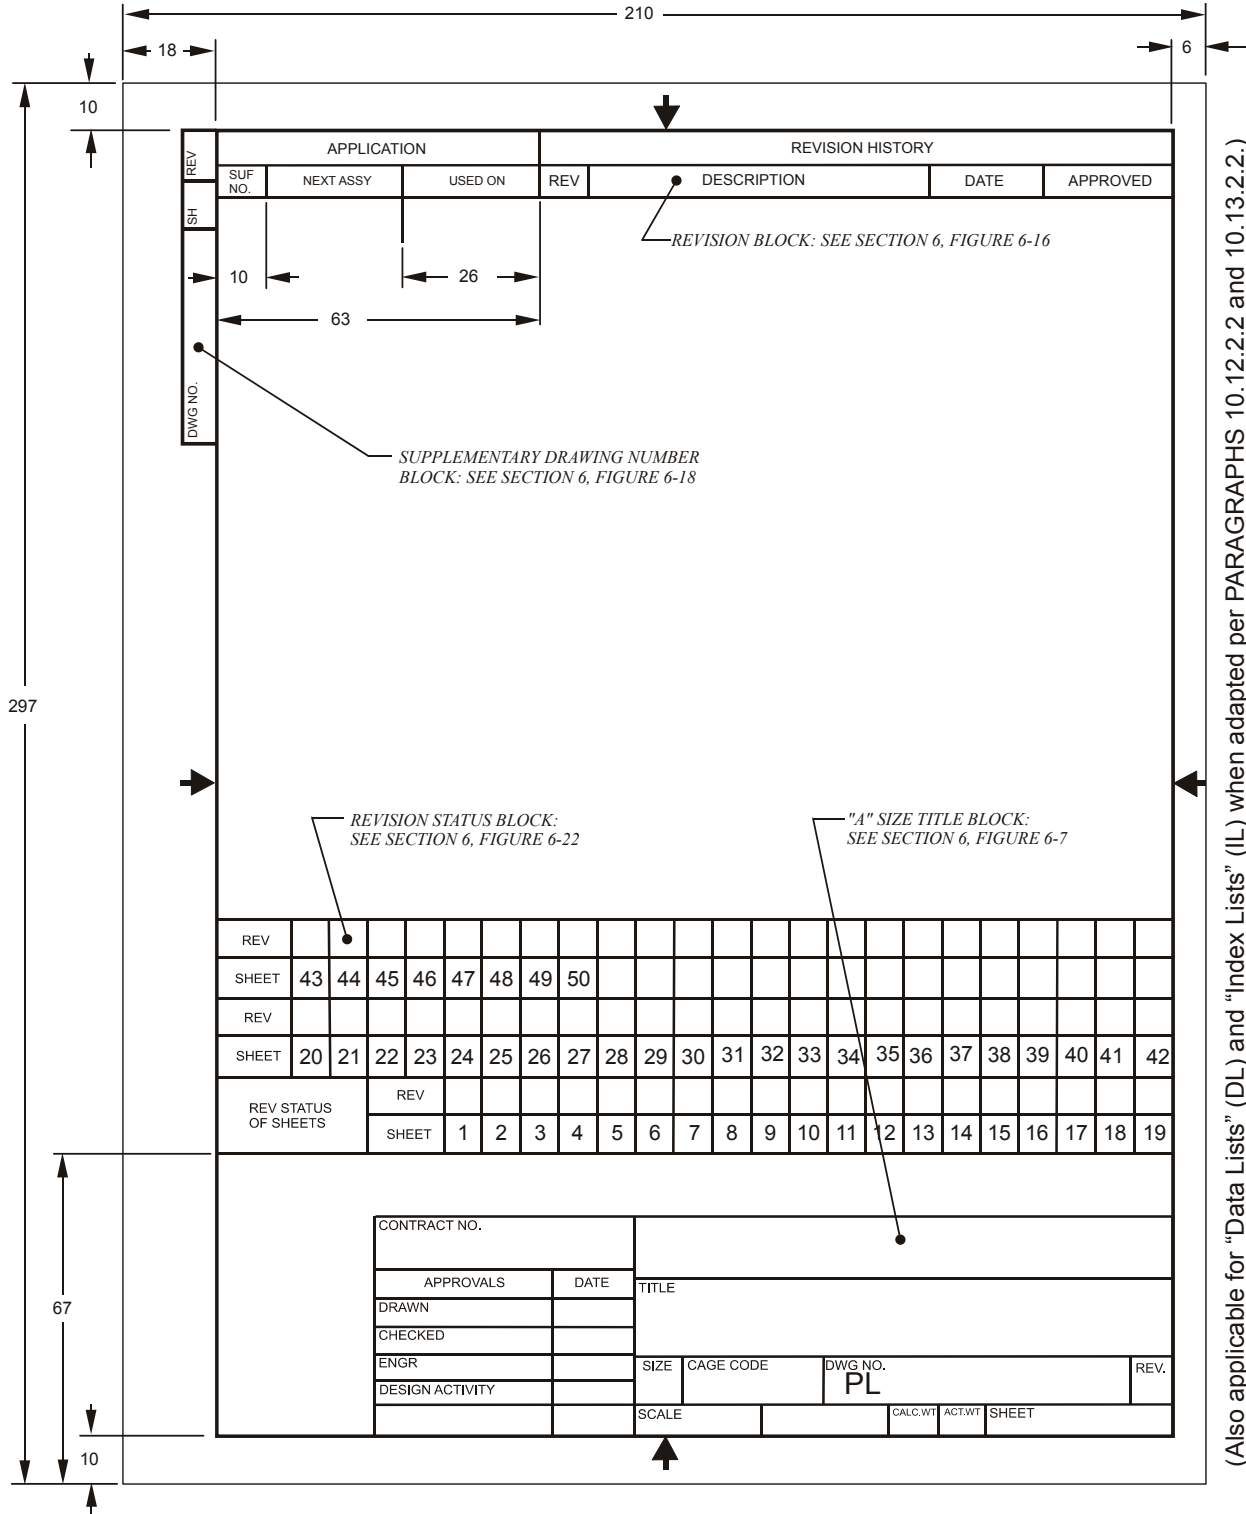 210
18
6
10
APPLICATION
REVISION HISTORY
REV
SUF
NO.
NEXT ASSY
USED ON
REV
DESCRIPTION
DATE
APPROVED
SH
REVISION BLOCK: SEE SECTION 6, FIGURE 6-16
10
26
63
DWG NO.
SUPPLEMENTARY DRAWING NUMBER
BLOCK: SEE SECTION 6, FIGURE 6-18
297
REVISION STATUS BLOCK:
SEE SECTION 6, FIGURE 6-22
"A" SIZE TITLE BLOCK:
SEE SECTION 6, FIGURE 6-7
REV
SHEET 43 44 45 46 47 48 49 50
REV
SHEET 20 21 22 23 24 25 26 27 28 29 30 31 32 33 34 35 36 37 38 39 40 41 42
REV STATUS
OF SHEETS
REV
SHEET 1 2 3 4 5 6 7 8 9 10 11 12 13 14 15 16 17 18 19
67
CONTRACT NO.
APPROVALS
DATE
TITLE
DRAWN
CHECKED
ENGR
SIZE
CAGE CODE
DWG NO.
PL
REV.
DESIGN ACTIVITY
SCALE
CALC.WT
ACT.WT
SHEET
10
(Also applicable for “Data Lists” (DL) and “Index Lists” (IL) when adapted per PARAGRAPHS 10.12.2.2 and 10.13.2.2.)